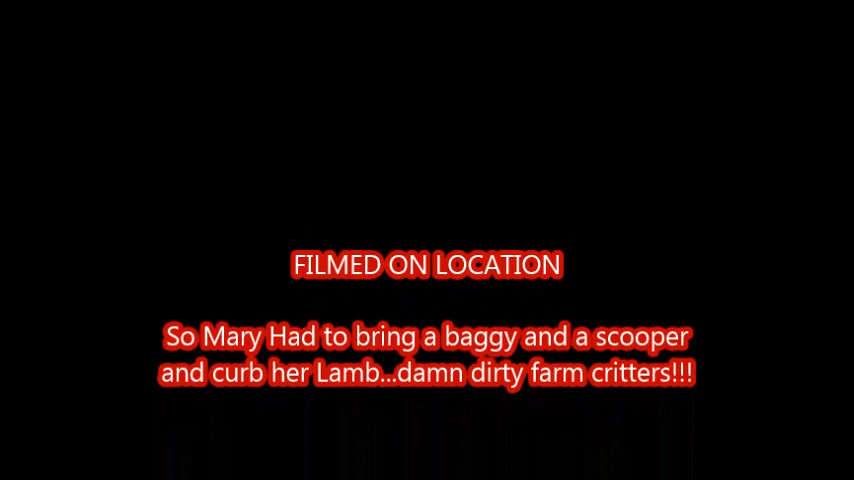 FILMED ON LOCATION
So Mary Had to bring a baggy and a scooper
and curb her Lamb...damn dirty farm critters!!!